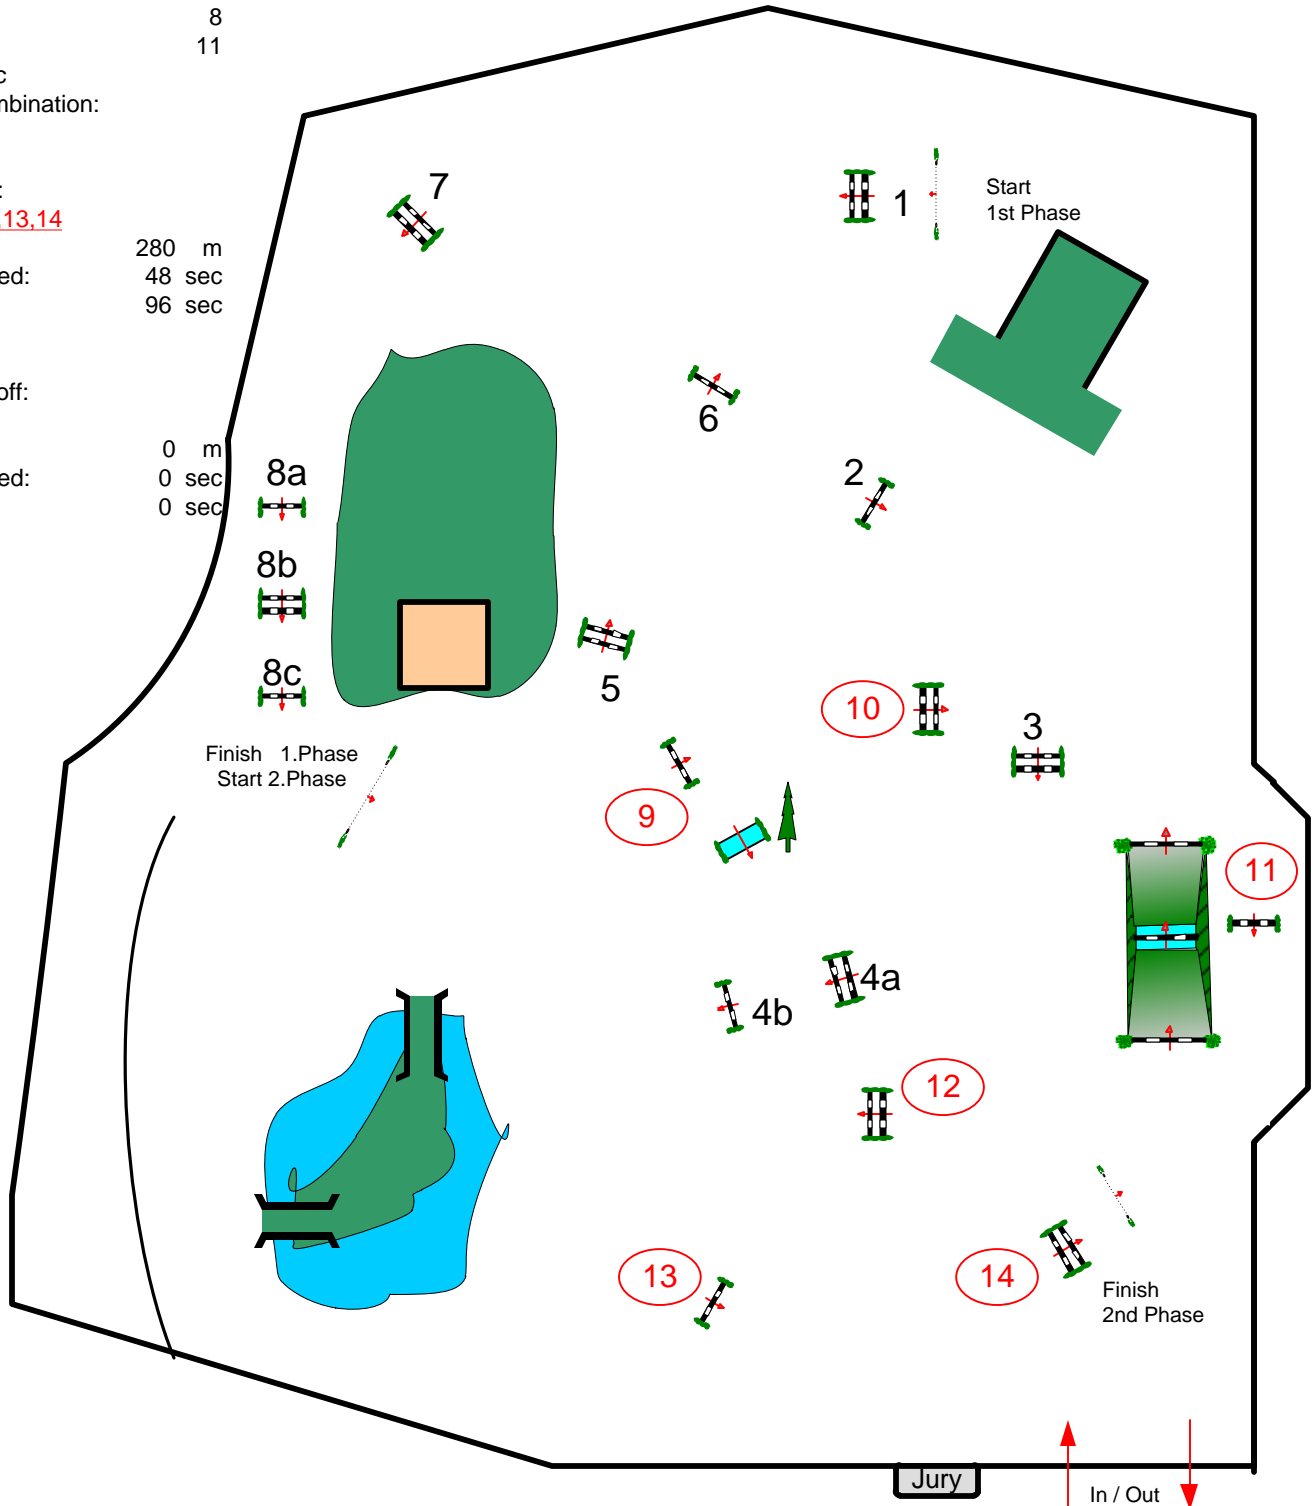 8
11
c
mbination:
:
,13,14
280 m
ed: 48 sec
96 sec
off:
0 m
ed: 0 sec
0 sec
7
1
Start
1st Phase
6
2
8a
8b
8c
5
10
3
Finish 1.Phase
Start 2.Phase
9
11
4a
4b
12
13
14
Finish
2nd Phase
Jury
In / Out